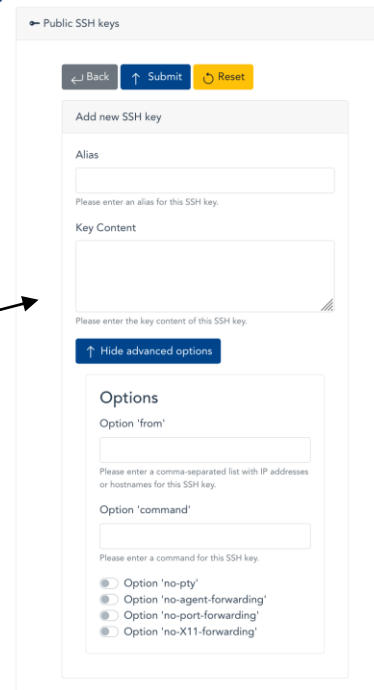 Public SSH keys
Back Submit Reset
Add new SSH key
Alias
Please enter an alias for this SSH key.
Key Content
Please enter the key content of this SSH key.
Hide advanced options
Options
Option 'from'
Please enter a comma-separated list with IP addresses
or hostnames for this SSH key.
Option 'command'
Please enter a command for this SSH key.
Option 'no-pty'
Option 'no-agent-forwarding'
Option 'no-port-forwarding'
Option 'no-X11-forwarding'